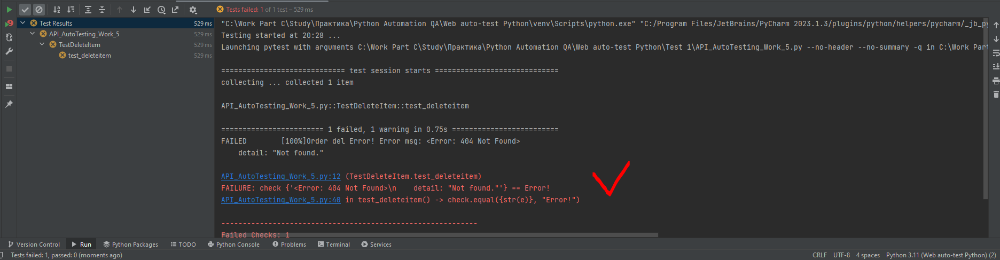 Tests failed: 1 of 1 test – 529 ms
Test Results 529 ms
API_AutoTesting_Work_5 529 ms
TestDeleteItem 529 ms
test_deleteitem 529 ms
"C:\Work Part C\Study\Практика\Python Automation QA\Web auto-test Python\venv\Scripts\python.exe" "C:/Program Files/JetBrains/PyCharm 2023.1.3/plugins/python/helpers/pycharm/_jb_py
Testing started at 20:28 ...
Launching pytest with arguments C:\Work Part C\Study\Практика\Python Automation QA\Web auto-test Python\Test 1\API_AutoTesting_Work_5.py --no-header --no-summary -q in C:\Work Part
============================= test session starts =============================
collecting ... collected 1 item
API_AutoTesting_Work_5.py::TestDeleteItem::test_deleteitem
======================== 1 failed, 1 warning in 0.75s =========================
FAILED [100%]Order del Error! Error msg: <Error: 404 Not Found>
detail: "Not found."
API_AutoTesting_Work_5.py:12 (TestDeleteItem.test_deleteitem)
FAILURE: check {'<Error: 404 Not Found>\n    detail: "Not found."'} == Error!
API_AutoTesting_Work_5.py:40 in test_deleteitem() -> check.equal({str(e)}, "Error!")
------------------------------------------------------------
Failed Checks: 1
Version Control Run Python Packages TODO Python Console Problems Terminal Services
Tests failed: 1, passed: 0 (moments ago) CRLF UTF-8 4 spaces Python 3.11 (Web auto-test Python) (2)